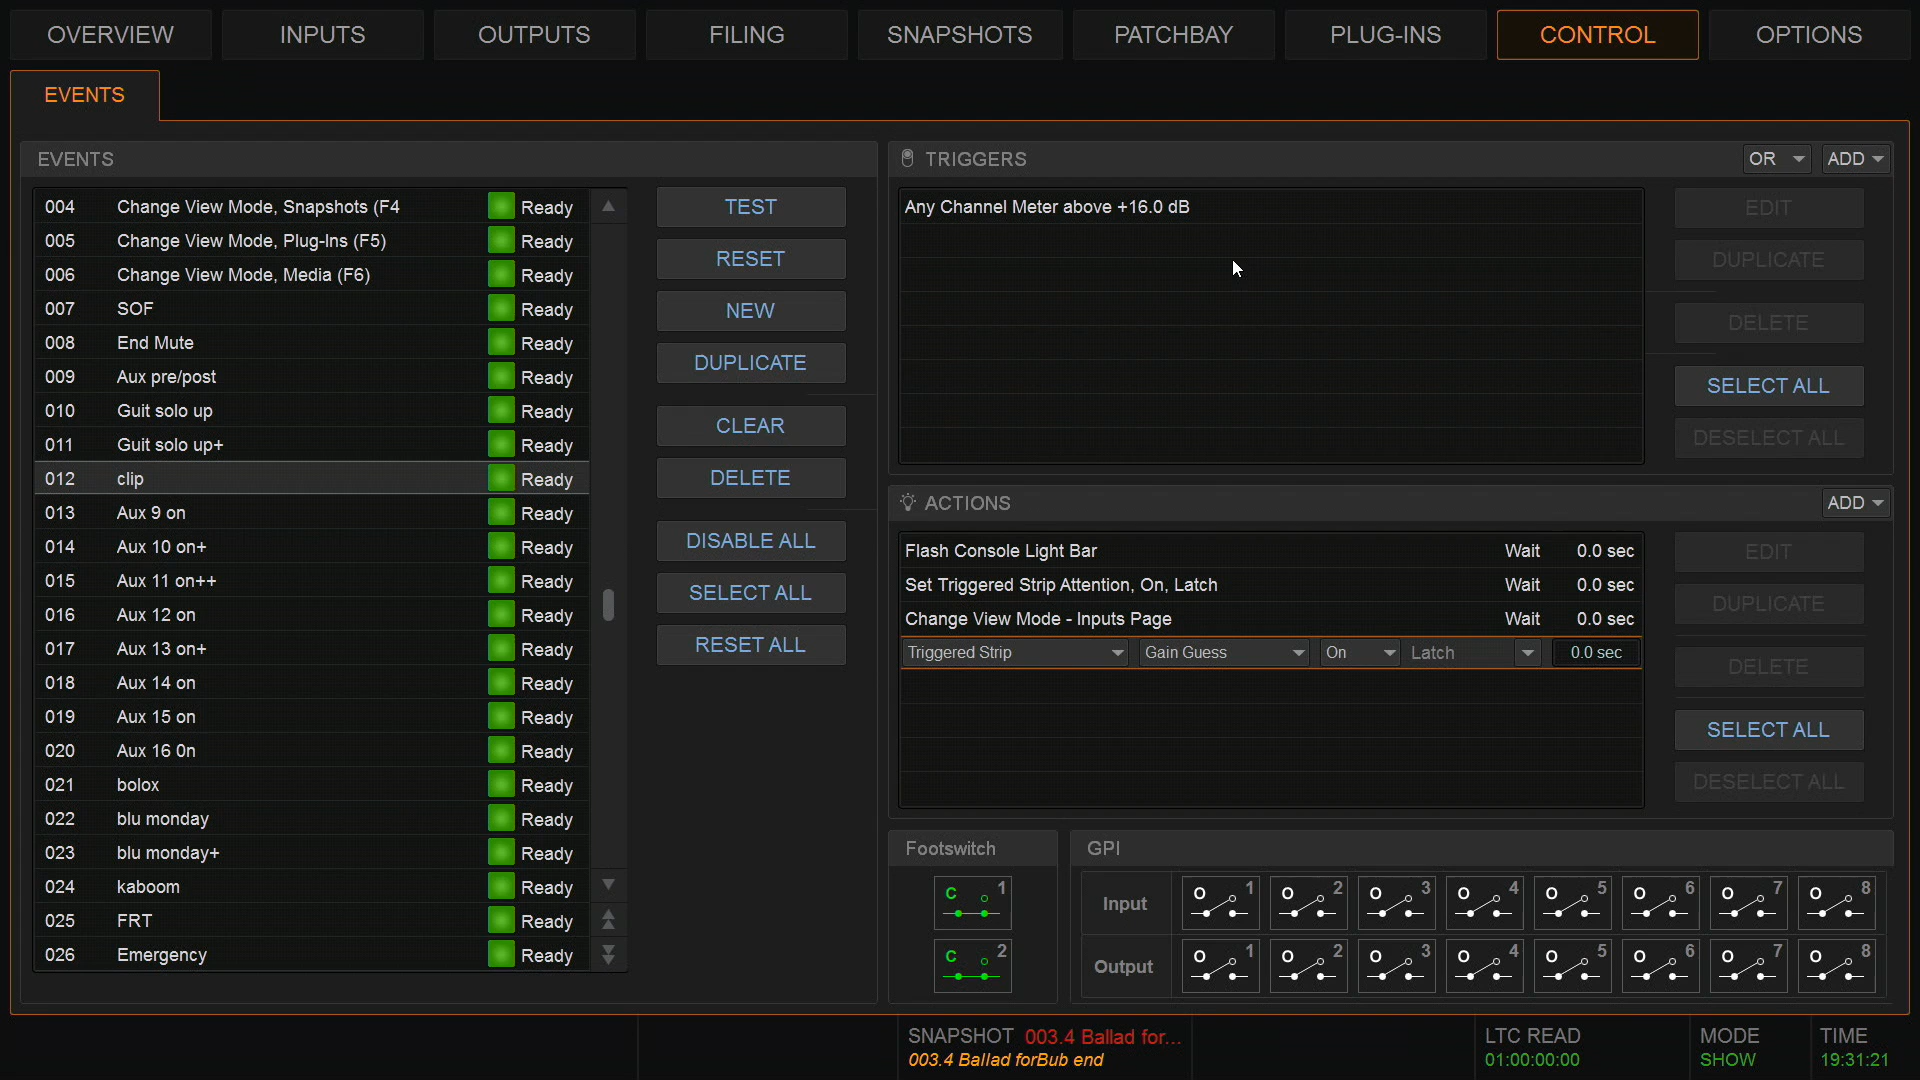 OVERVIEW INPUTS OUTPUTS FILING SNAPSHOTS PATCHBAY PLUG-INS CONTROL OPTIONS
EVENTS
EVENTS
004 Change View Mode, Snapshots (F4 Ready
005 Change View Mode, Plug-Ins (F5) Ready
006 Change View Mode, Media (F6) Ready
007 SOF Ready
008 End Mute Ready
009 Aux pre/post Ready
010 Guit solo up Ready
011 Guit solo up+ Ready
012 clip Ready
013 Aux 9 on Ready
014 Aux 10 on+ Ready
015 Aux 11 on++ Ready
016 Aux 12 on Ready
017 Aux 13 on+ Ready
018 Aux 14 on Ready
019 Aux 15 on Ready
020 Aux 16 0n Ready
021 bolox Ready
022 blu monday Ready
023 blu monday+ Ready
024 kaboom Ready
025 FRT Ready
026 Emergency Ready
TEST
RESET
NEW
DUPLICATE
CLEAR
DELETE
DISABLE ALL
SELECT ALL
RESET ALL
TRIGGERS OR ADD
Any Channel Meter above +16.0 dB
EDIT
DUPLICATE
DELETE
SELECT ALL
DESELECT ALL
ACTIONS ADD
Flash Console Light Bar Wait 0.0 sec
Set Triggered Strip Attention, On, Latch Wait 0.0 sec
Change View Mode - Inputs Page Wait 0.0 sec
Triggered Strip Gain Guess On Latch 0.0 sec
EDIT
DUPLICATE
DELETE
SELECT ALL
DESELECT ALL
Footswitch
C 1
C 2
GPI
Input O 1 O 2 O 3 O 4 O 5 O 6 O 7 O 8
Output O 1 O 2 O 3 O 4 O 5 O 6 O 7 O 8
SNAPSHOT 003.4 Ballad for...
003.4 Ballad forBub end
LTC READ
01:00:00:00
MODE
SHOW
TIME
19:31:21